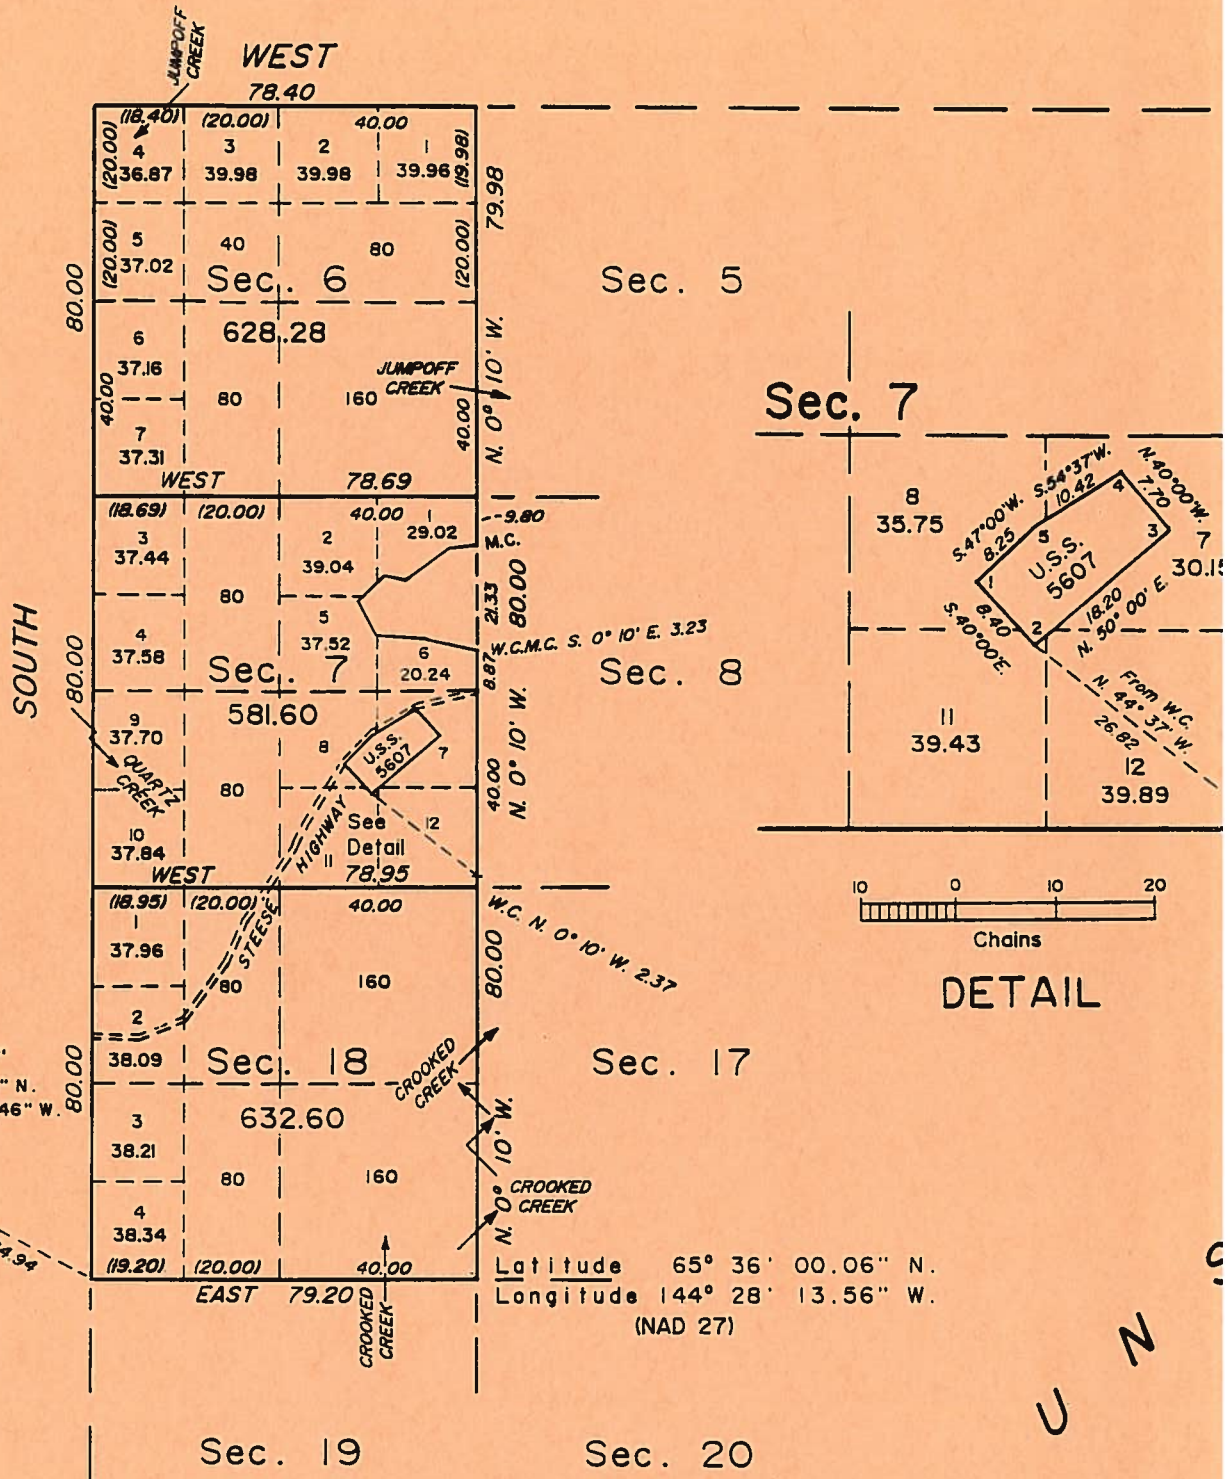 JUMPOFF
CREEK
WEST
78.40
(18.40) (20.00) 40.00
(20.00) 4 3 2 1 (19.98)
36.87 39.98 39.98 39.96
79.98
(20.00) 5 40 80 (20.00)
37.02
80.00
Sec. 6
Sec. 5
628.28
6
37.16
JUMPOFF
CREEK
40.00 80 160 40.00
N. 0° 10' W.
7
37.31
WEST 78.69
(18.69) (20.00) 40.00 1 9.80
3 2 29.02 M.C.
37.44 39.04
80 21.33 80.00
5
4 37.52 W.C.M.C. S. 0° 10' E. 3.23
37.58 6
20.24 8.87
SOUTH
80.00
Sec. 7
Sec. 8
581.60
9
37.70 8 U.S.S. 7
5607
QUARTZ
CREEK
80 40.00 N. 0° 10' W.
See 12
Detail
10 11
37.84
HIGHWAY
WEST 78.95
(18.95) (20.00) 40.00
W.C. N. 0° 10' W. 2.37
1
37.96
STEESE
80 160 80.00
2
38.09
80.00
Sec. 18
Sec. 17
CROOKED
CREEK
" N.
46" W.
632.60
3
38.21
N. 0° 10' W.
80 160
CROOKED
CREEK
4
38.34
4.94
(19.20) (20.00) 40.00
EAST 79.20
CROOKED
CREEK
Latitude 65° 36' 00.06" N.
Longitude 144° 28' 13.56" W.
(NAD 27)
Sec. 19
Sec. 20
Sec. 7
8
35.75
S.47°00'W. S.54°37'W.
8.25 10.42
4 N.40°00'W.
7.70
5 3
U.S.S.
5607
7
30.15
1
8.40 2 18.20
S.40°00'E. N. 50° 00' E.
From W.C.
N. 44° 37' W.
26.82
11
39.43
12
39.89
10 0 10 20
Chains
DETAIL
U N S